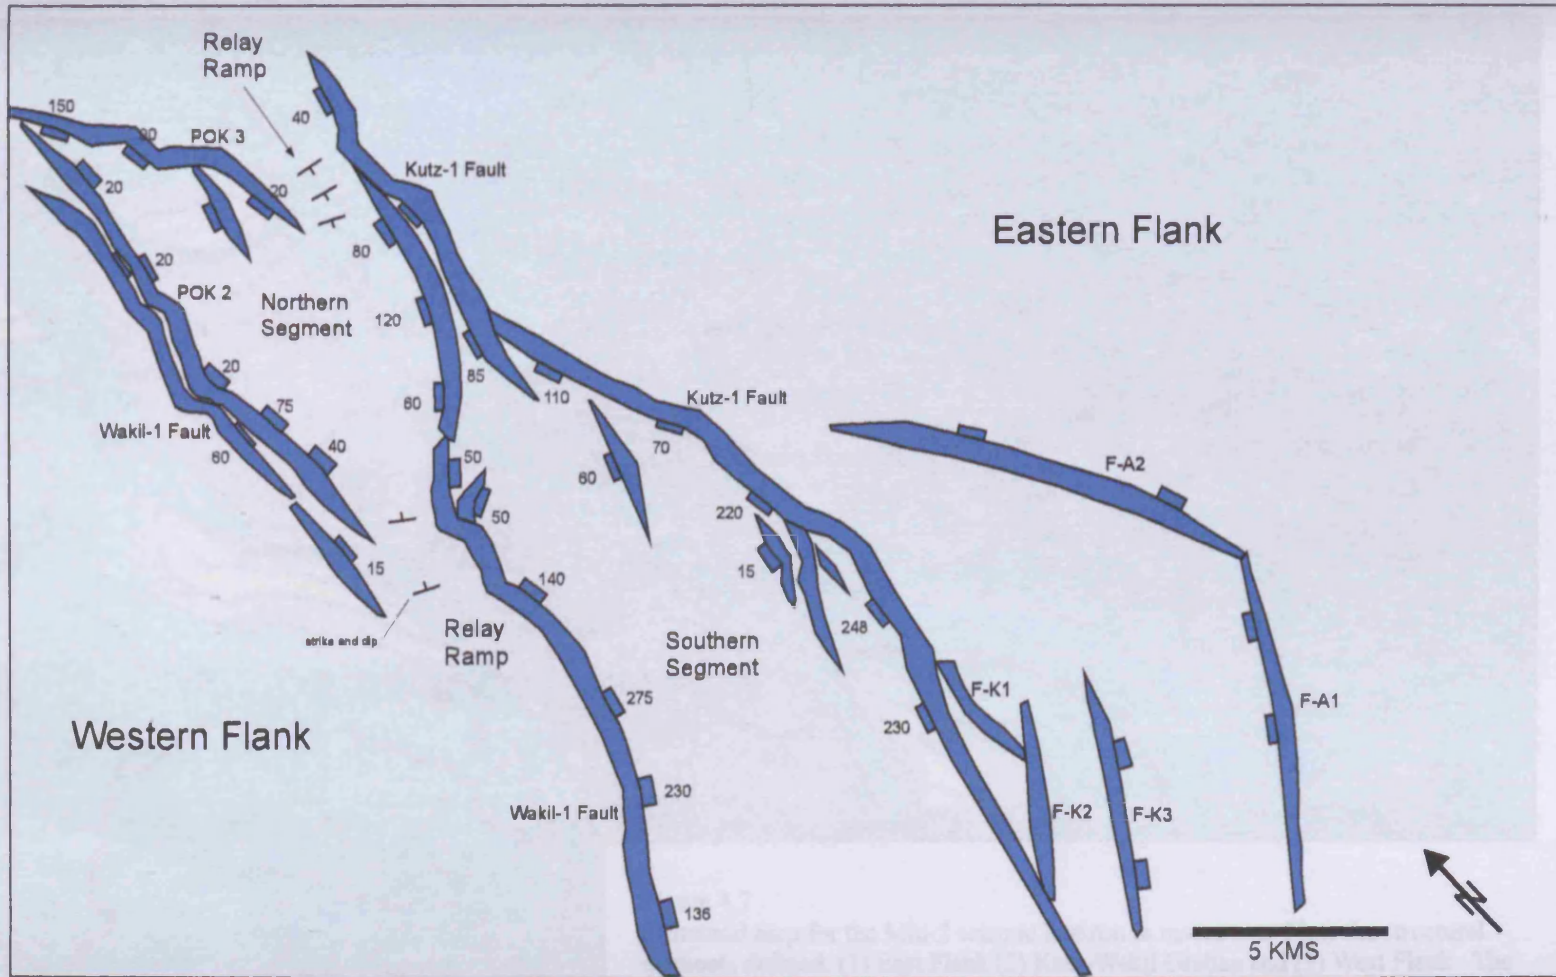 Relay
Ramp
150
90
POK 3
40
20
20
Kutz-1 Fault
80
20
POK 2
Northern
Segment
120
Eastern Flank
20
85
110
60
75
Kutz-1 Fault
Wakil-1 Fault
40
60
70
50
60
F-A2
50
220
15
15
140
248
strike and dip
Relay
Ramp
Southern
Segment
275
F-K1
F-A1
230
Western Flank
230
Wakil-1 Fault
F-K2
F-K3
136
5 KMS